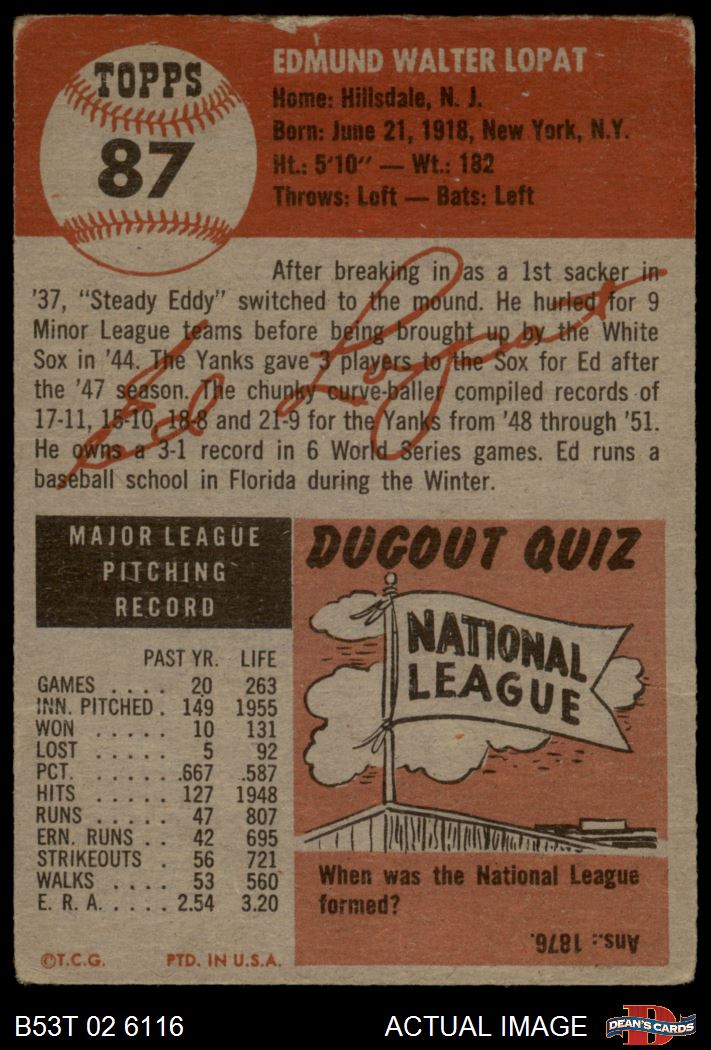 TOPPS
87
EDMUND WALTER LOPAT
Home: Hillsdale, N. J.
Born: June 21, 1918, New York, N.Y.
Ht.: 5'10" — Wt.: 182
Throws: Left — Bats: Left
After breaking in as a 1st sacker in
'37, "Steady Eddy" switched to the mound. He hurled for 9
Minor League teams before being brought up by the White
Sox in '44. The Yanks gave 3 players to the Sox for Ed after
the '47 season. The chunky curve-baller compiled records of
17-11, 15-10, 18-8 and 21-9 for the Yanks from '48 through '51.
He owns a 3-1 record in 6 World Series games. Ed runs a
baseball school in Florida during the Winter.
Ed Lopat
MAJOR LEAGUE
PITCHING
RECORD
PAST YR. LIFE
GAMES . . . . 20 263
INN. PITCHED . 149 1955
WON . . . . . 10 131
LOST . . . . . 5 92
PCT. . . . . . .667 .587
HITS . . . . . 127 1948
RUNS . . . . . 47 807
ERN. RUNS . . 42 695
STRIKEOUTS . 56 721
WALKS . . . . 53 560
E. R. A. . . . . 2.54 3.20
©T.C.G. PTD. IN U.S.A.
DUGOUT QUIZ
NATIONAL
LEAGUE
When was the National League
formed?
Ans.: 1876.
B53T 02 6116 ACTUAL IMAGE
D
DEAN'S CARDS